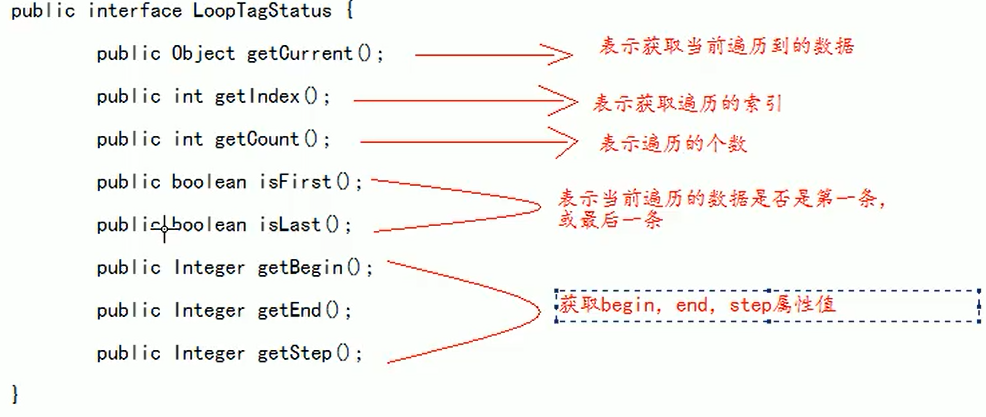 public interface LoopTagStatus {
public Object getCurrent(); 表示获取当前遍历到的数据
public int getIndex(); 表示获取遍历的索引
public int getCount(); 表示遍历的个数
public boolean isFirst(); 表示当前遍历的数据是否是第一条，
或最后一条
public boolean isLast();
public Integer getBegin();
public Integer getEnd(); 获取begin，end，step属性值
public Integer getStep();
}